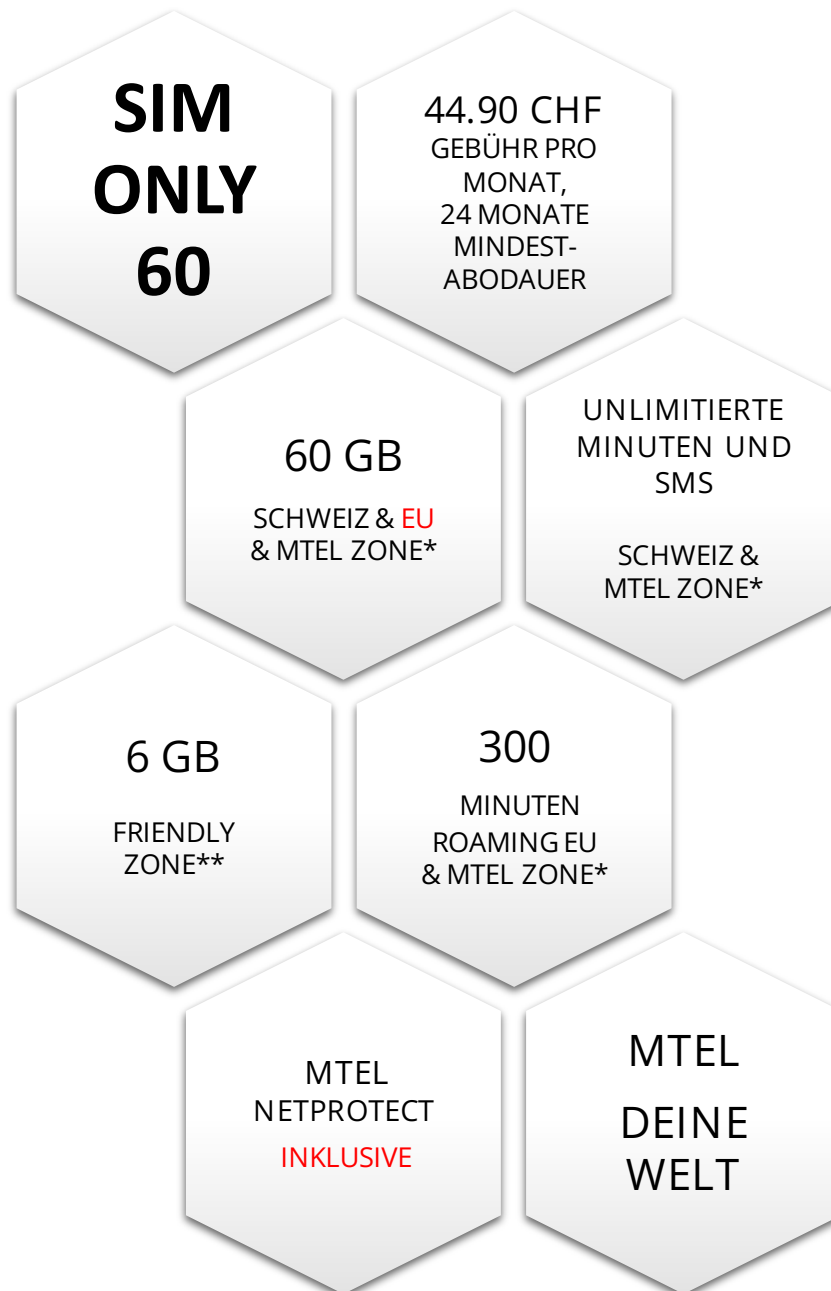 SIM
ONLY
60
44.90 CHF
GEBÜHR PRO
MONAT,
24 MONATE
MINDEST-
ABODAUER
60 GB
SCHWEIZ & EU
& MTEL ZONE*
UNLIMITIERTE
MINUTEN UND
SMS
SCHWEIZ &
MTEL ZONE*
6 GB
FRIENDLY
ZONE**
300
MINUTEN
ROAMING EU
& MTEL ZONE*
MTEL
NETPROTECT
INKLUSIVE
MTEL
DEINE
WELT